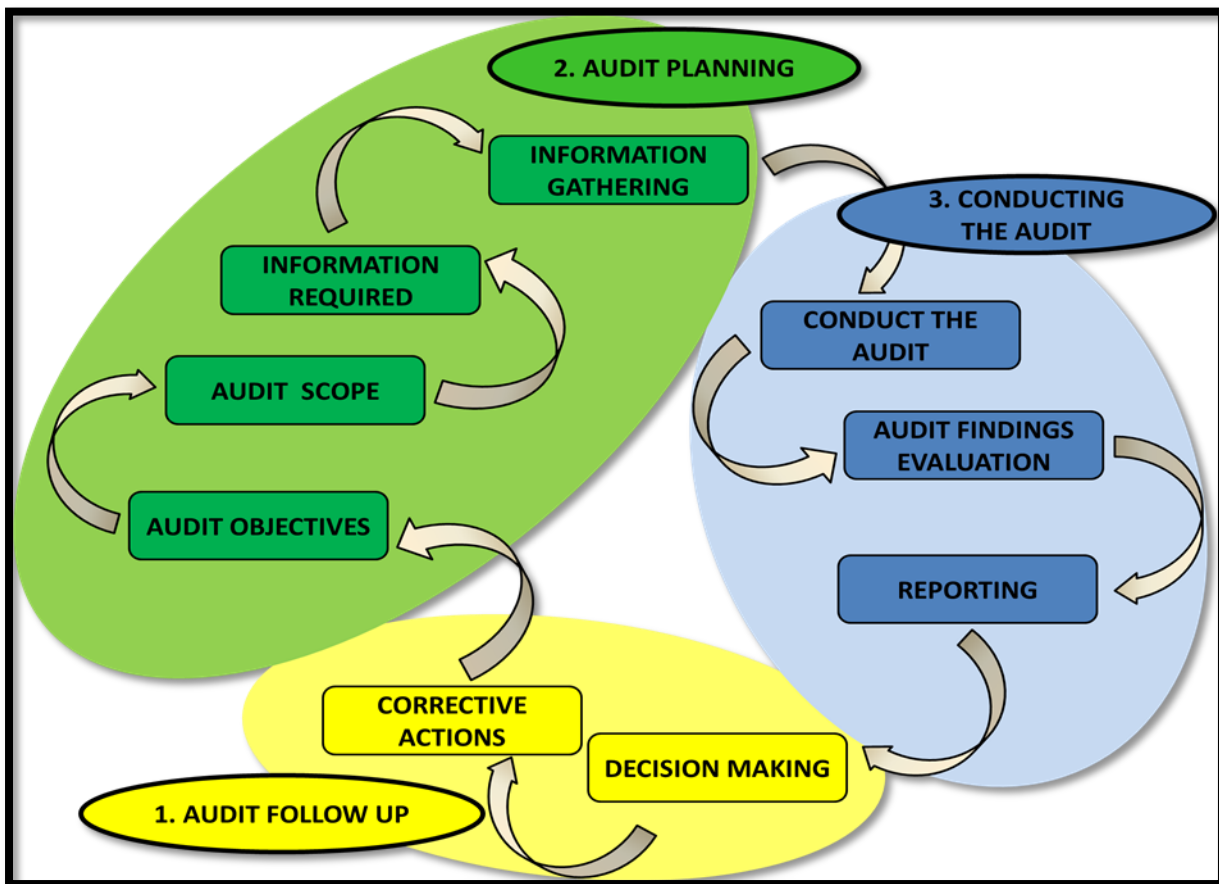 2. AUDIT PLANNING
INFORMATION
GATHERING
3. CONDUCTING
THE AUDIT
INFORMATION
REQUIRED
CONDUCT THE
AUDIT
AUDIT SCOPE
AUDIT FINDINGS
EVALUATION
AUDIT OBJECTIVES
REPORTING
CORRECTIVE
ACTIONS
DECISION MAKING
1. AUDIT FOLLOW UP